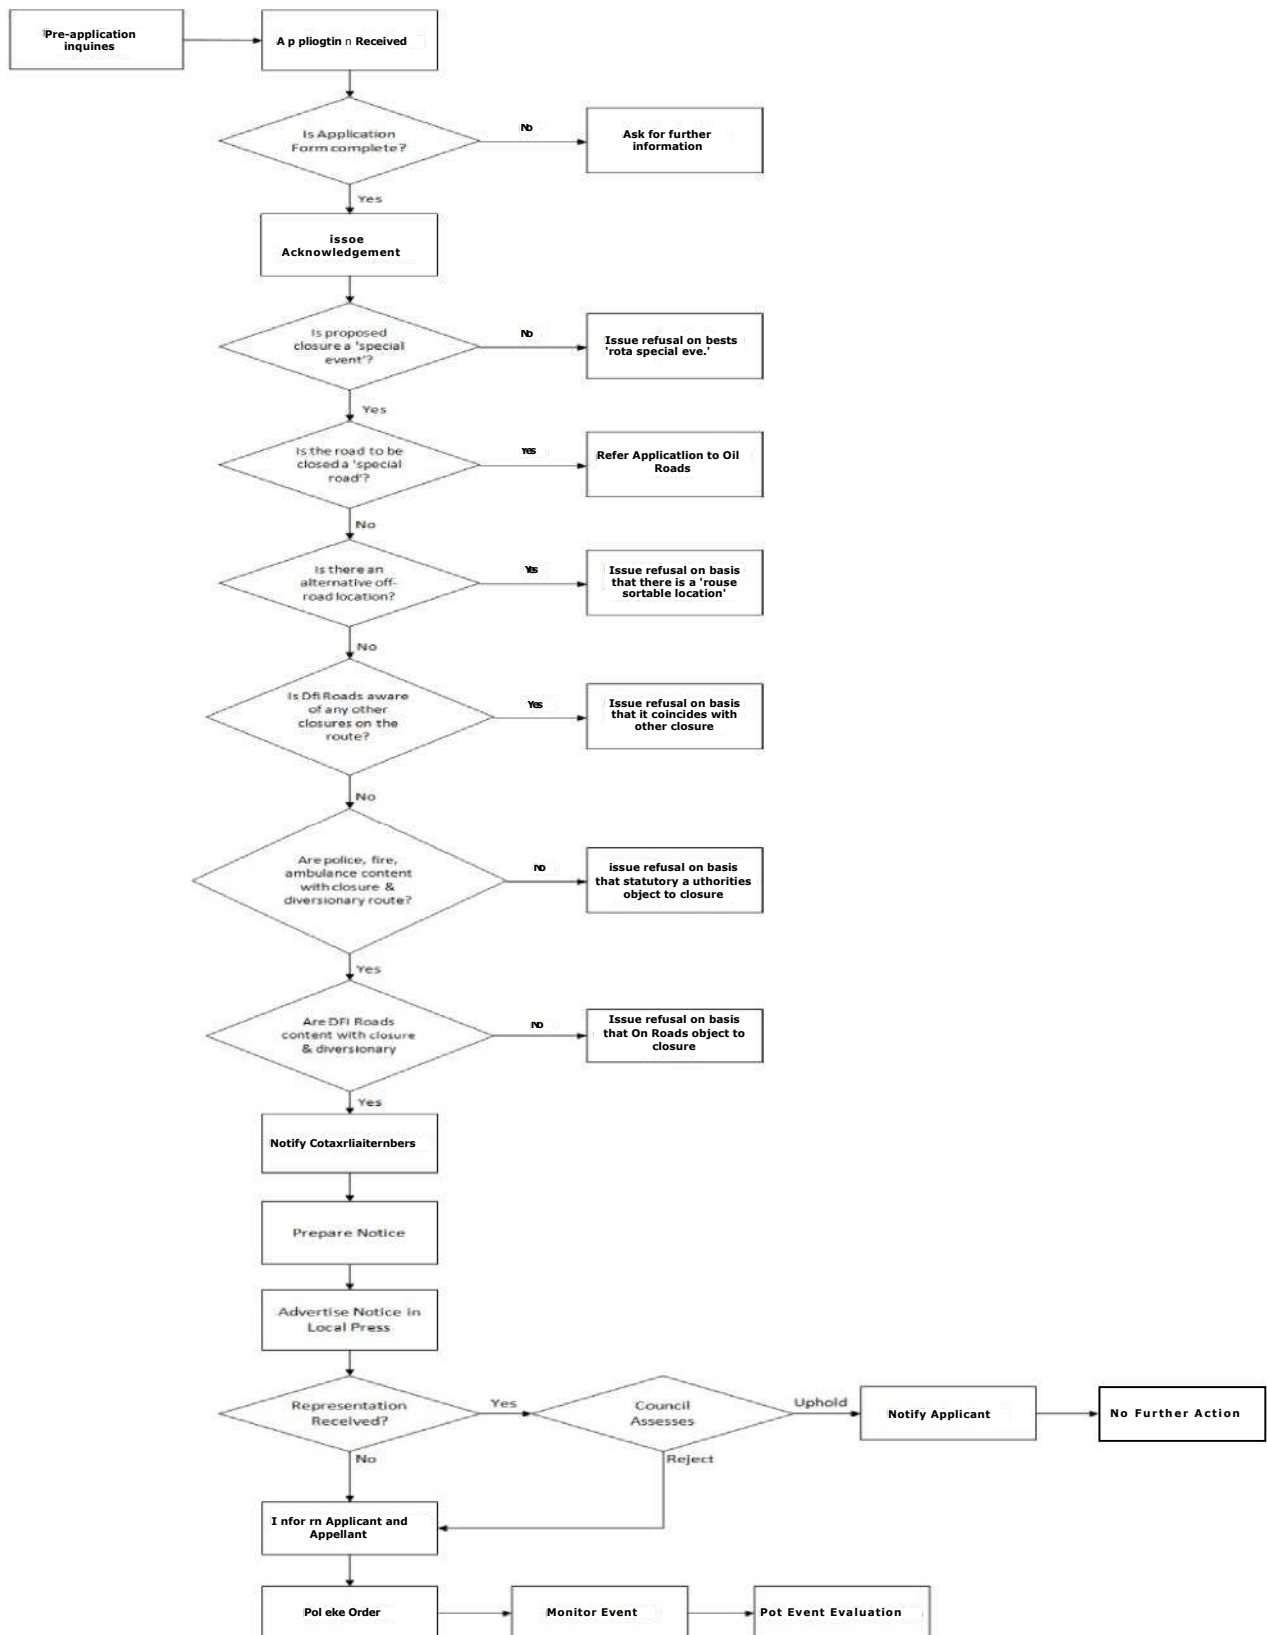 Pre-application
inquines
A p pliogtin n Received
Is Application
Form complete?
No
Ask for further
information
Yes
issoe
Acknowledgement
Is proposed
closure a 'special
event'?
No
Issue refusal on bests
'rota special eve.'
Yes
Is the road to be
closed a 'special
road'?
Yes
Refer Applicatlion to Oil
Roads
No
Is there an
alternative off-
road location?
Yes
Issue refusal on basis
that there is a 'rouse
sortable location'
No
Is Dfi Roads aware
of any other
closures on the
route?
Yes
Issue refusal on basis
that it coincides with
other closure
No
Are police, fire,
ambulance content
with closure &
diversionary route?
No
issue refusal on basis
that statutory a uthorities
object to closure
Yes
Are DFI Roads
content with closure
& diversionary
No
Issue refusal on basis
that On Roads object to
closure
Yes
Notify Cotaxrliaiternbers
Prepare Notice
Advertise Notice in
Local Press
Representation
Received?
Yes
Council
Assesses
Uphold
Notify Applicant
No Further Action
No
Reject
I nfor rn Applicant and
Appellant
Pol eke Order
Monitor Event
Pot Event Evaluation